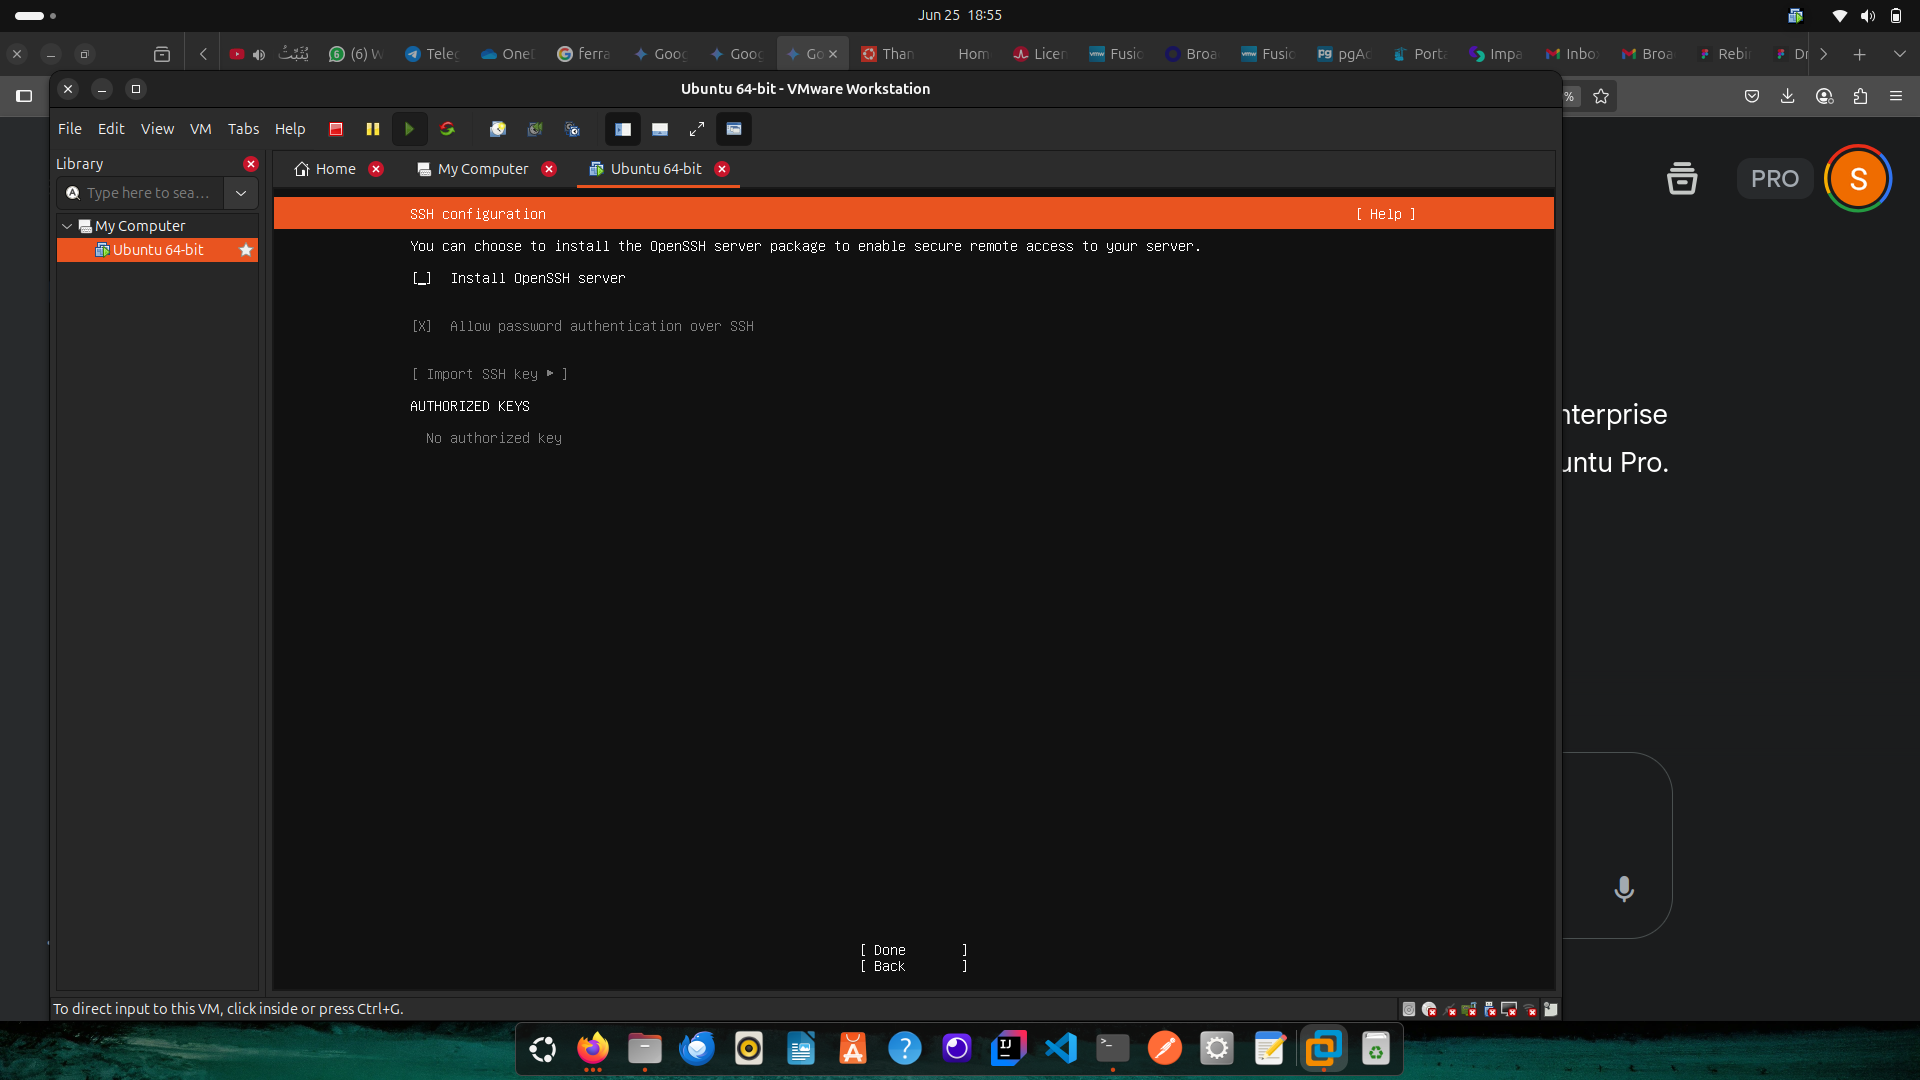 Jun 25 18:55
(6) W
Teleg
OneD
ferra
Goog
Goog
Go
Than
Hom
Licen
Fusio
Broa
Fusio
pgAc
Porta
Impa
Inbo
Broa
Rebi
Dr
Ubuntu 64-bit - VMware Workstation
%
File Edit View VM Tabs Help
Library
Home
My Computer
Ubuntu 64-bit
Type here to sea...
My Computer
Ubuntu 64-bit
PRO
S
SSH configuration [ Help ]
You can choose to install the OpenSSH server package to enable secure remote access to your server.
[_] Install OpenSSH server
[X] Allow password authentication over SSH
[ Import SSH key ▸ ]
AUTHORIZED KEYS
No authorized key
nterprise
untu Pro.
[ Done ]
[ Back ]
To direct input to this VM, click inside or press Ctrl+G.